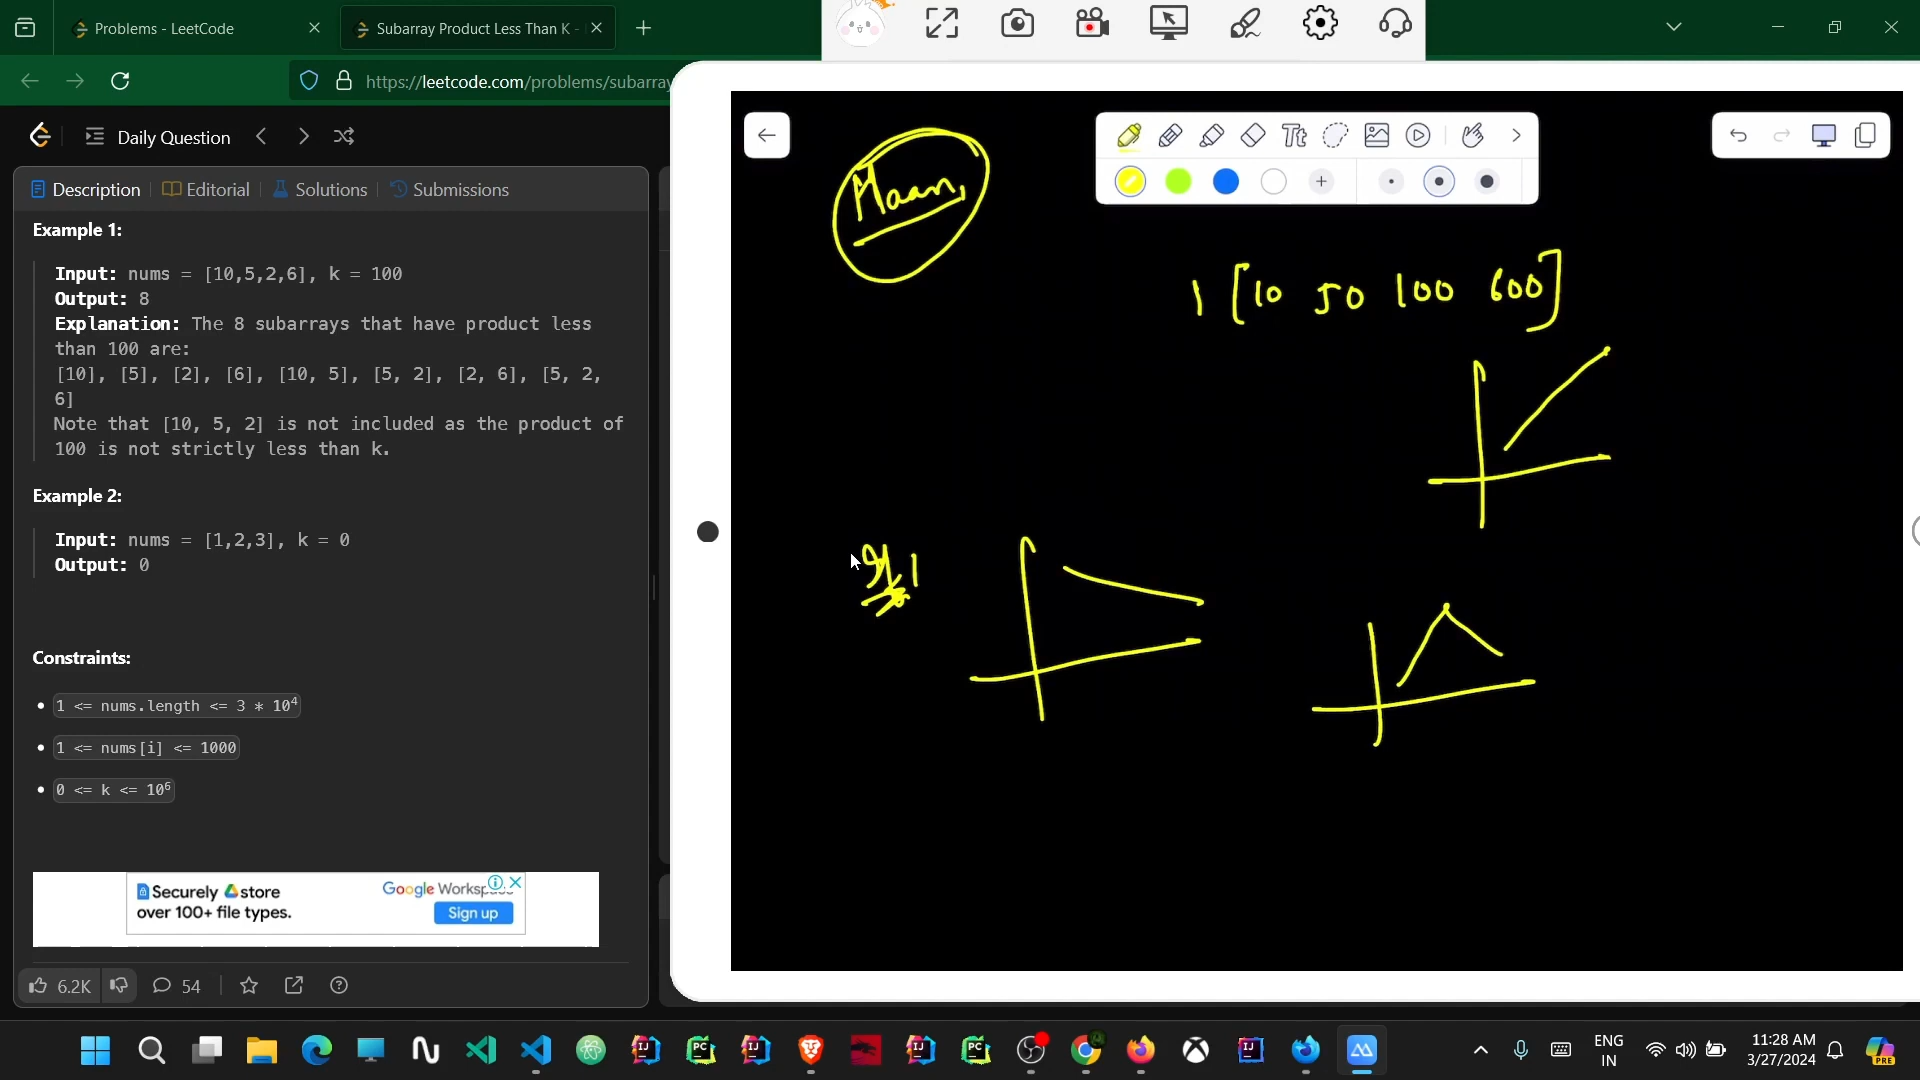 Problems - LeetCode
Subarray Product Less Than K -
https://leetcode.com/problems/subarray
Daily Question
Description
Editorial
Solutions
Submissions
Example 1:
Input: nums = [10,5,2,6], k = 100
Output: 8
Explanation: The 8 subarrays that have product less
than 100 are:
[10], [5], [2], [6], [10, 5], [5, 2], [2, 6], [5, 2,
6]
Note that [10, 5, 2] is not included as the product of
100 is not strictly less than k.
Example 2:
Input: nums = [1,2,3], k = 0
Output: 0
Constraints:
1 <= nums.length <= 3 * 10⁴
1 <= nums[i] <= 1000
0 <= k <= 10⁶
Securely store
over 100+ file types.
Google Worksp
Sign up
6.2K
54
Tt
Maan,
1 [10 50 100 600]
ENG
IN
11:28 AM
3/27/2024
PRE